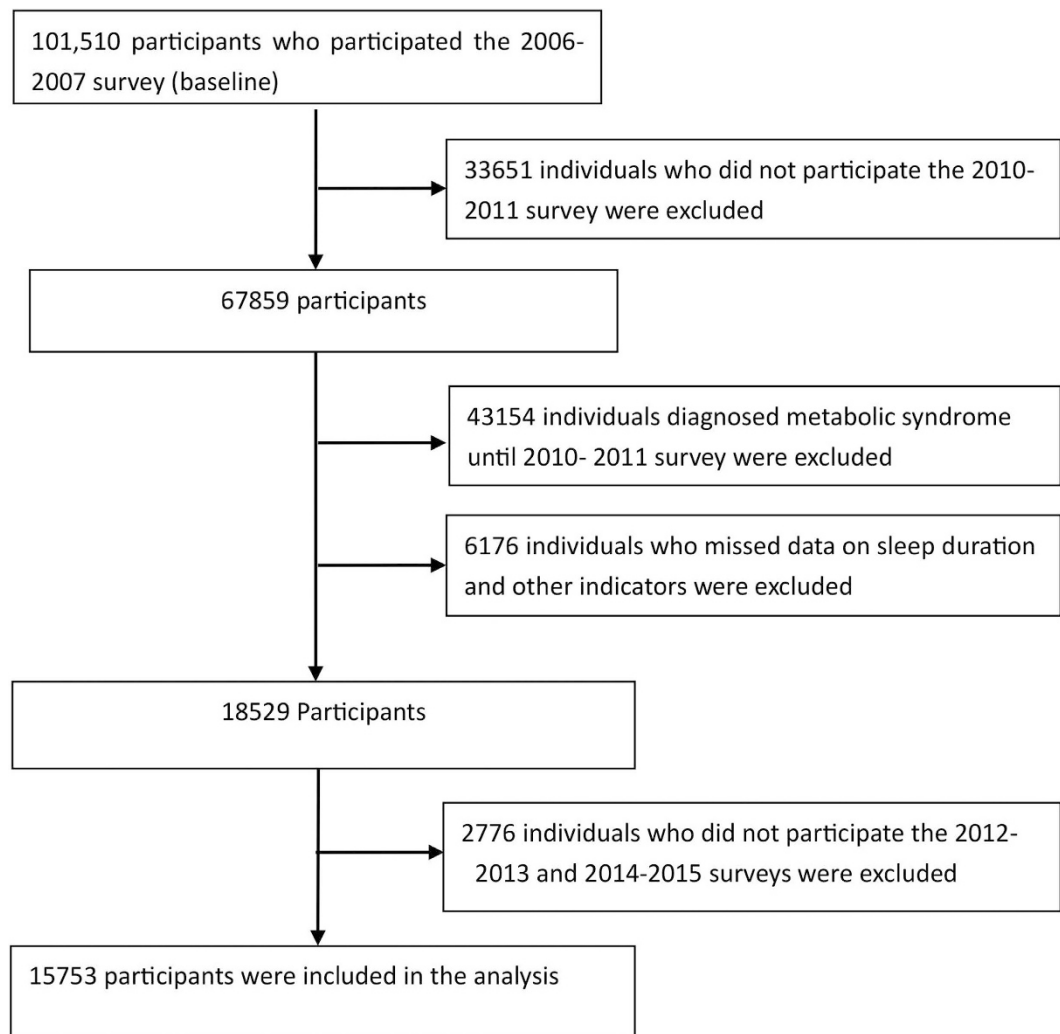 101,510 participants who participated the 2006-
2007 survey (baseline)
33651 individuals who did not participate the 2010-
2011 survey were excluded
67859 participants
43154 individuals diagnosed metabolic syndrome
until 2010- 2011 survey were excluded
6176 individuals who missed data on sleep duration
and other indicators were excluded
18529 Participants
2776 individuals who did not participate the 2012-
2013 and 2014-2015 surveys were excluded
15753 participants were included in the analysis